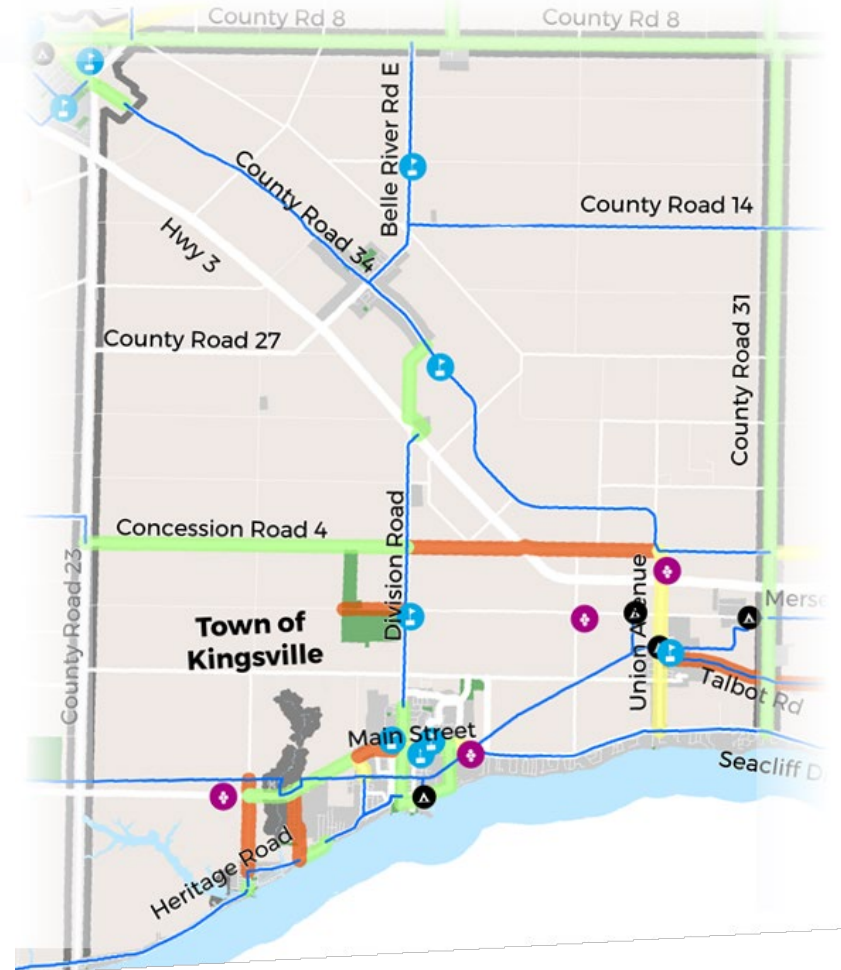 County Rd 8
County Rd 8
Belle River Rd E
County Road 34
County Road 14
Hwy 3
County Road 27
County Road 31
Division Road
Concession Road 4
County Road 23
Town of
Kingsville
Union Avenue
Merse
Talbot Rd
Main Street
Seacliff D
Heritage Road